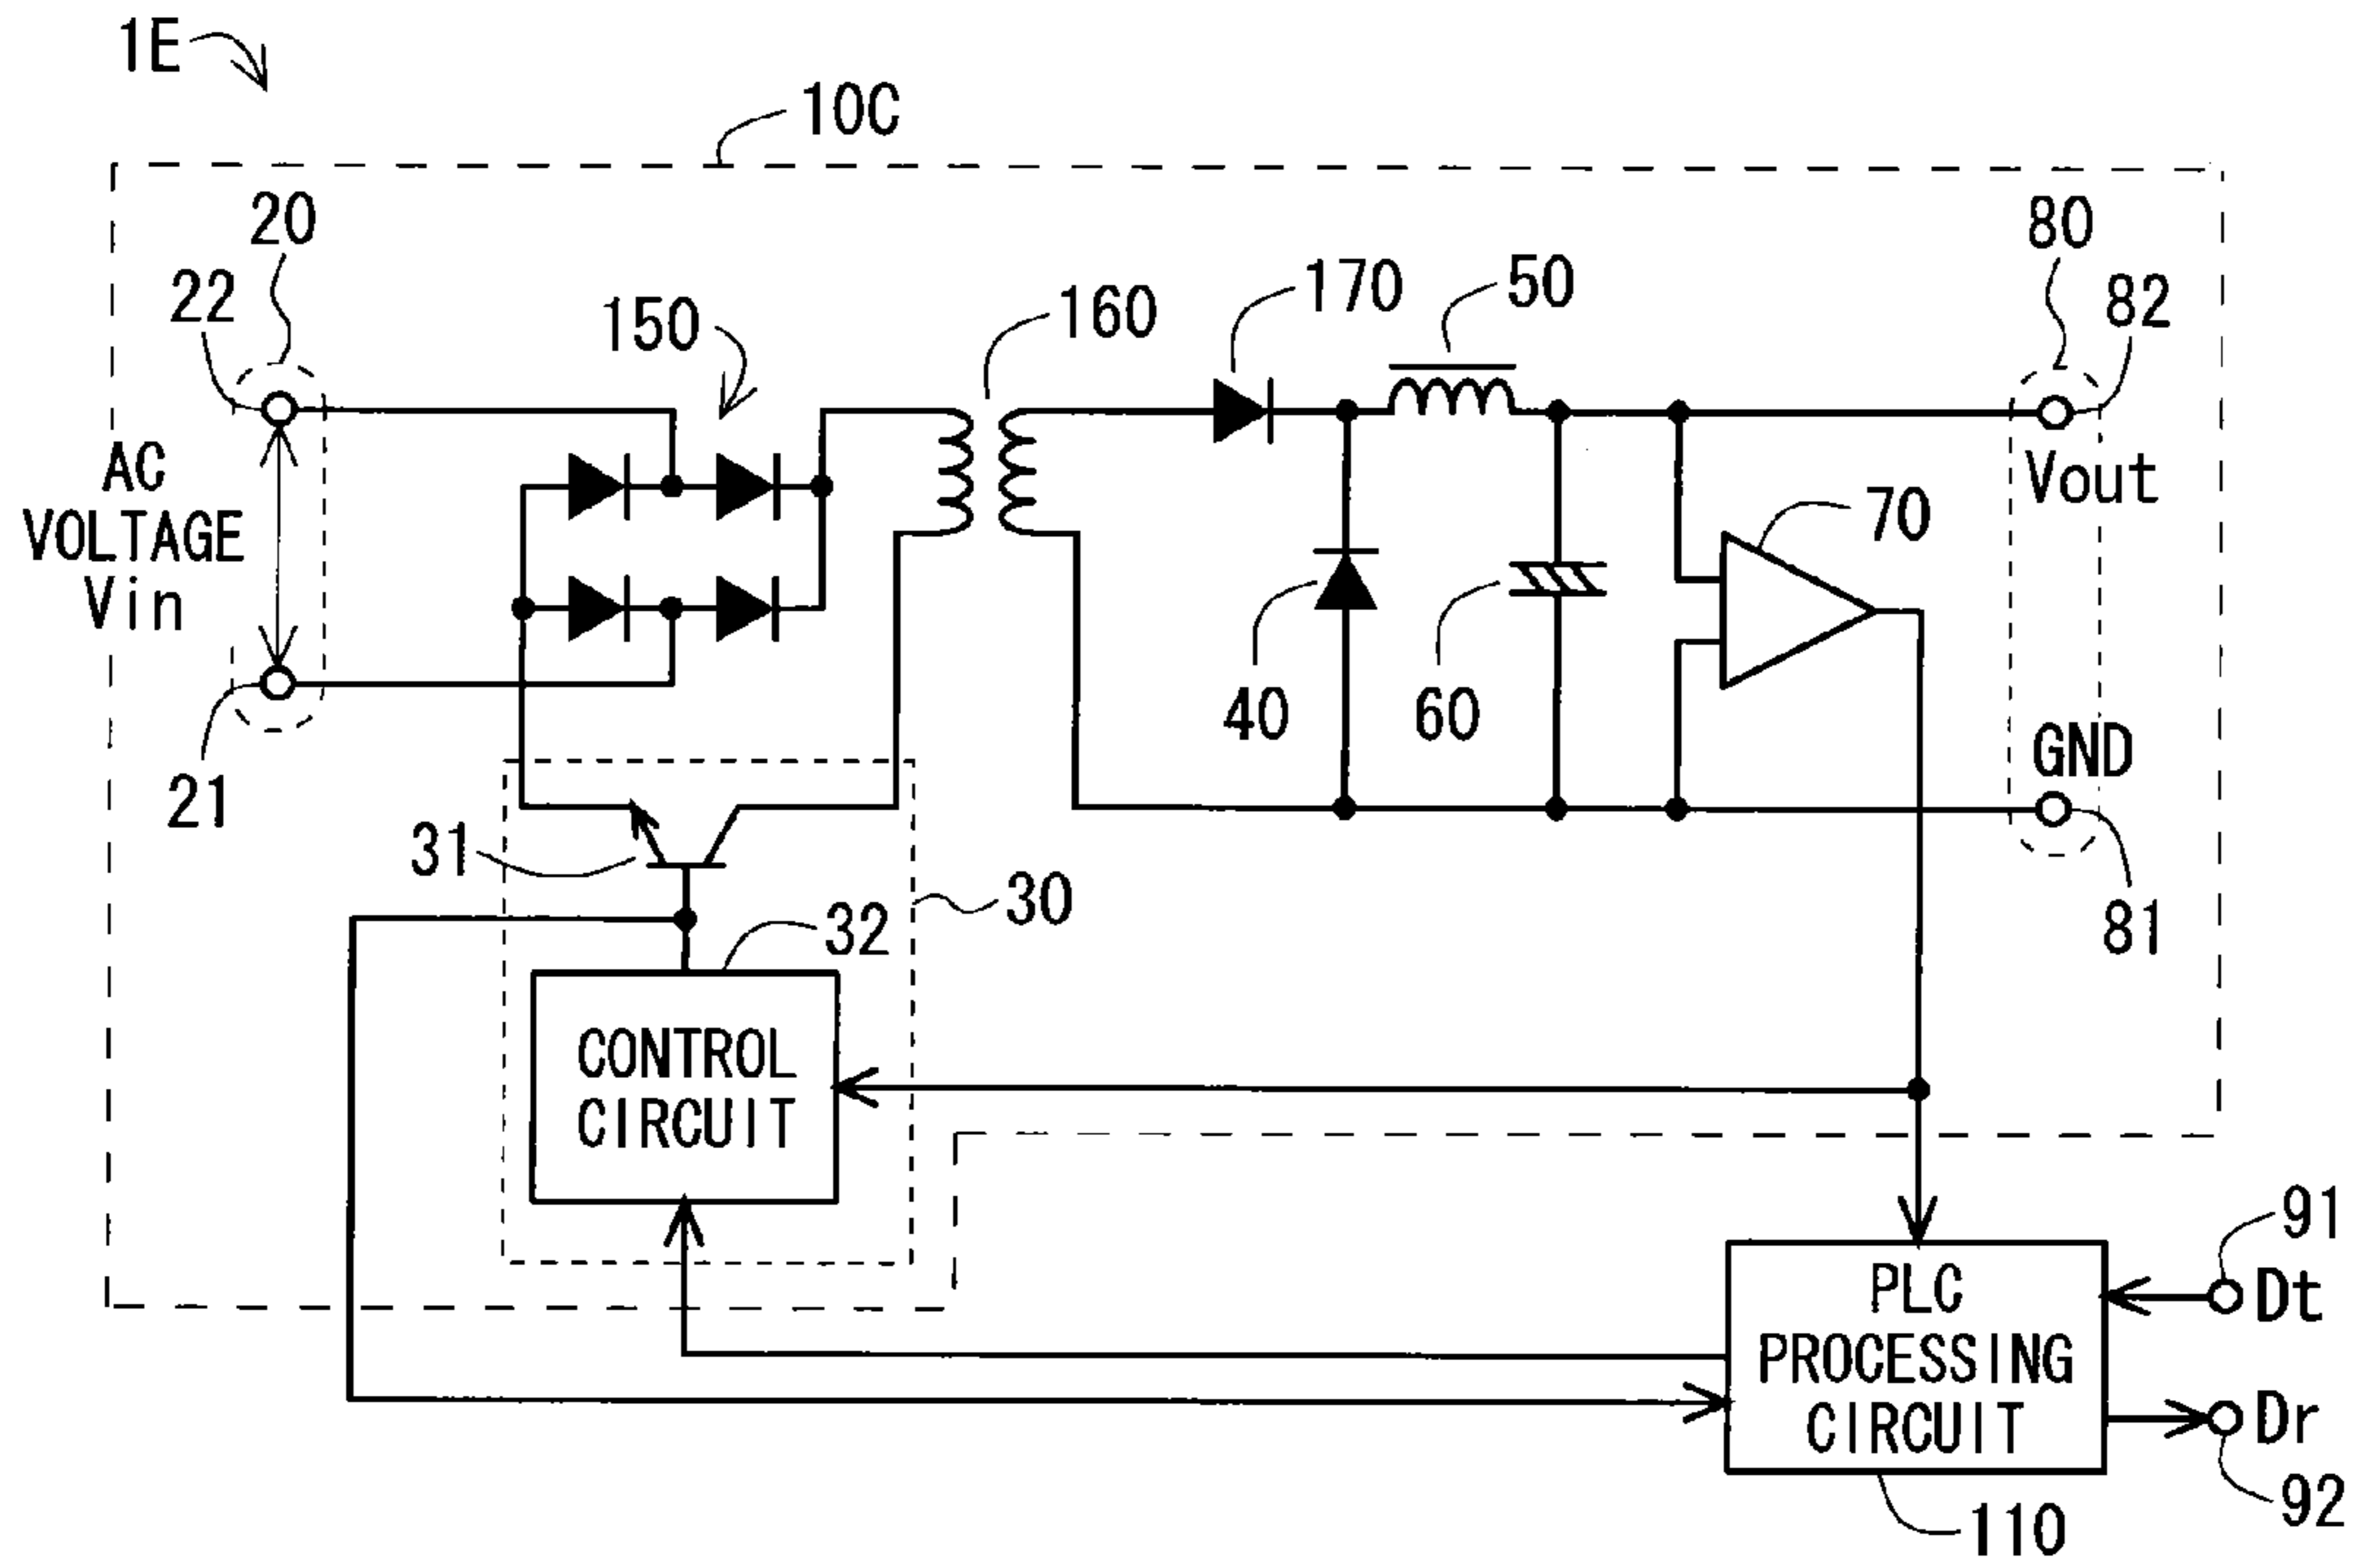 1E
10C
20
22
150
160
170
50
80
82
AC
VOLTAGE
Vin
Vout
70
40
60
21
GND
81
31
30
32
CONTROL
CIRCUIT
PLC
PROCESSING
CIRCUIT
91
Dt
Dr
92
110